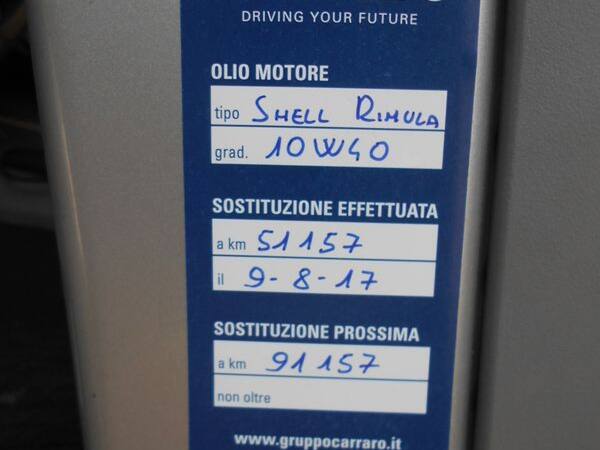 DRIVING YOUR FUTURE
OLIO MOTORE
tipo SHELL RIMULA
grad. 10W40
SOSTITUZIONE EFFETTUATA
a km 51157
il 9-8-17
SOSTITUZIONE PROSSIMA
a km 91157
non oltre
www.gruppocarraro.it